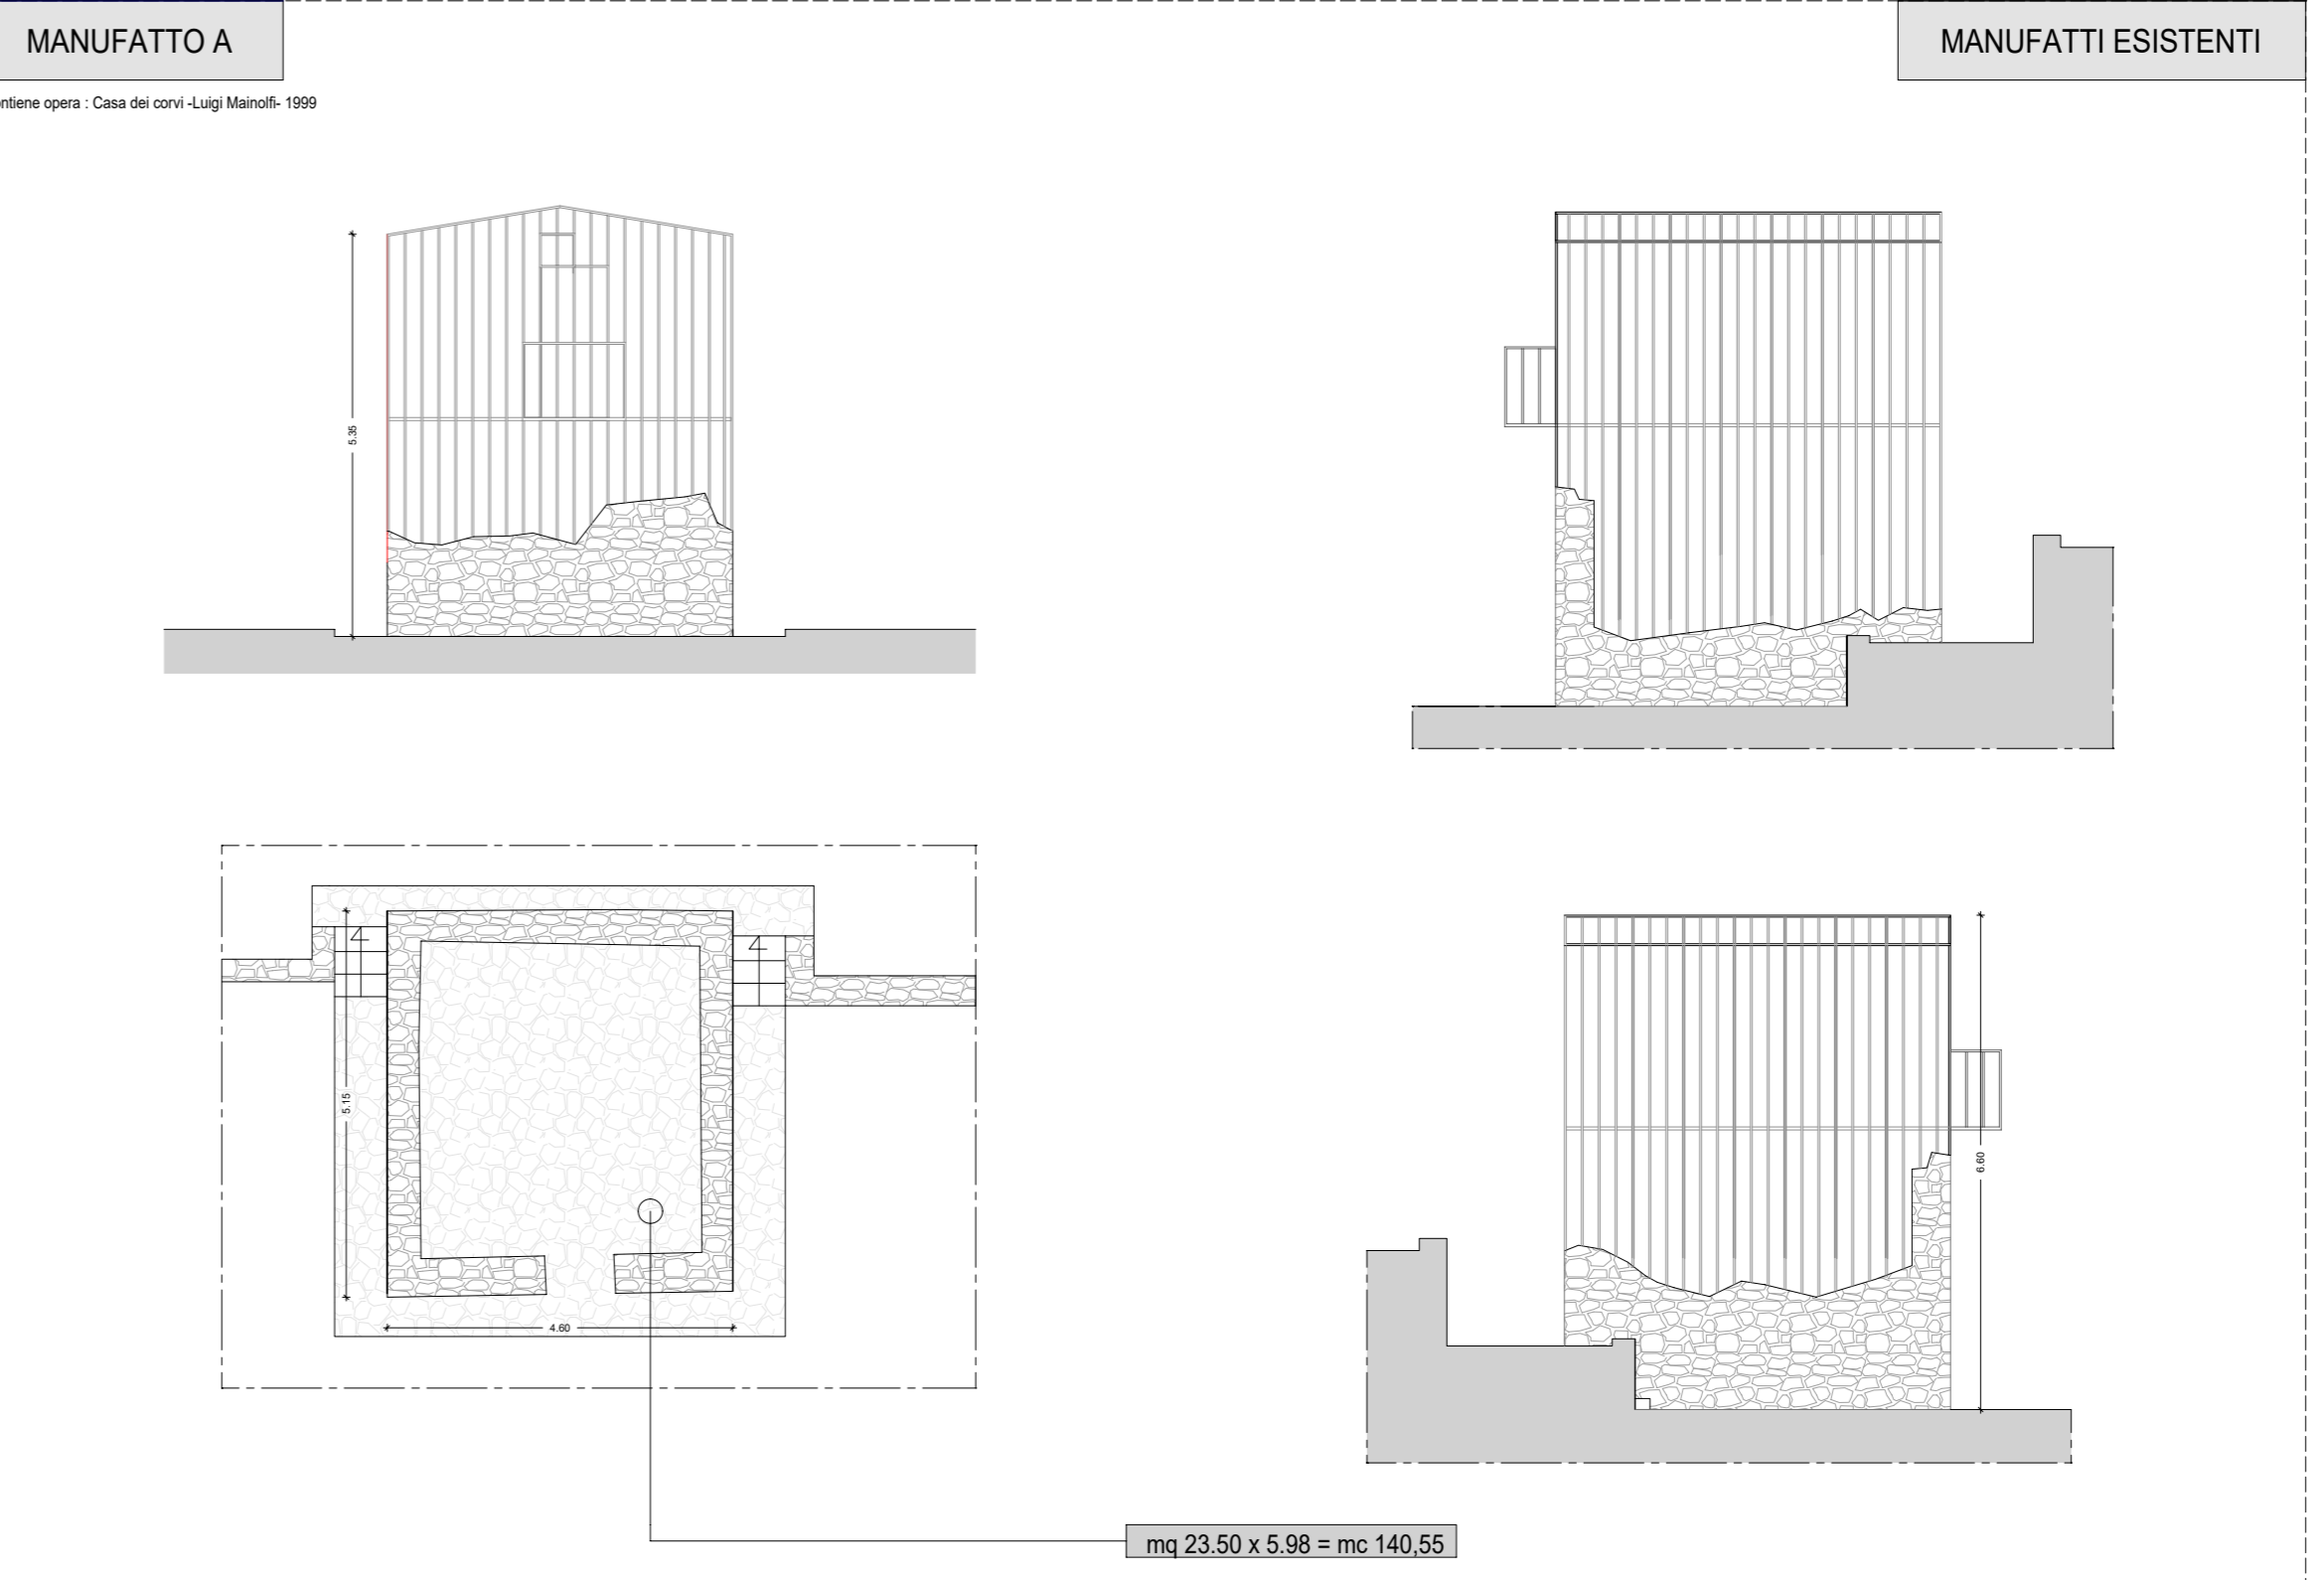 MANUFATTO A
MANUFATTI ESISTENTI
ntiene opera : Casa dei corvi -Luigi Mainolfi- 1999
5.35
5.15
4.60
6.60
mq 23.50 x 5.98 = mc 140,55